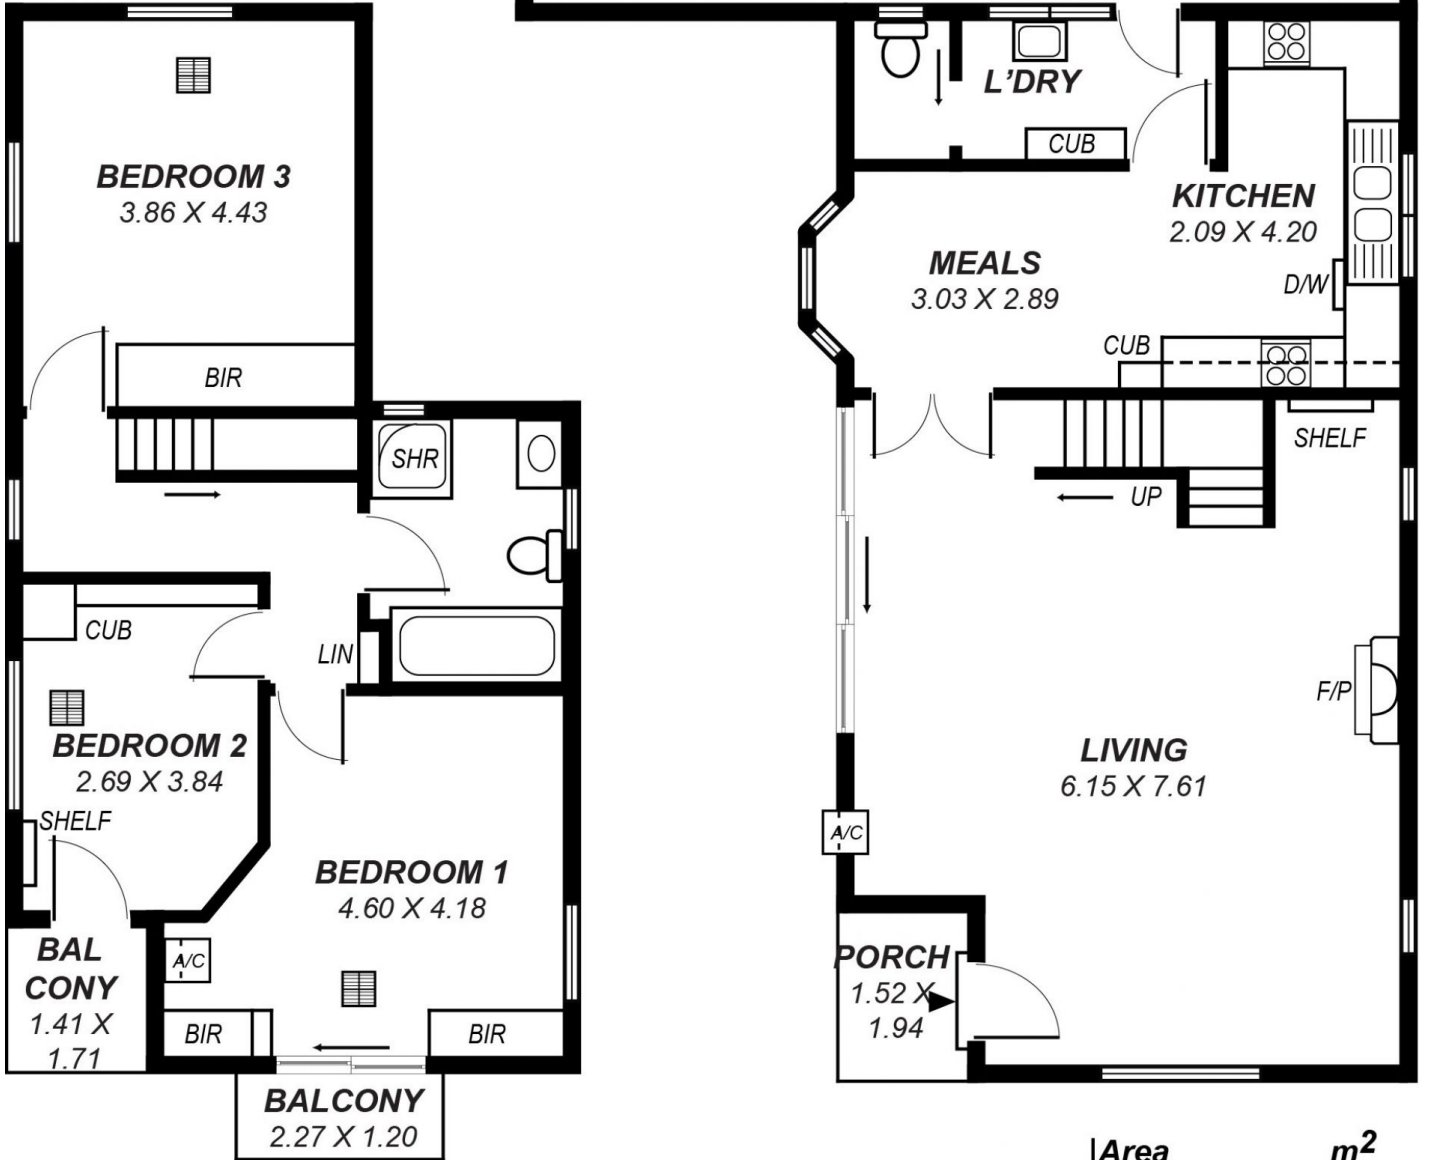 BEDROOM 3
3.86 X 4.43
BIR
SHR
CUB
LIN
BEDROOM 2
2.69 X 3.84
SHELF
BEDROOM 1
4.60 X 4.18
BAL
CONY
1.41 X
1.71
A/C
BIR
BIR
BALCONY
2.27 X 1.20
L'DRY
CUB
KITCHEN
2.09 X 4.20
MEALS
3.03 X 2.89
D/W
CUB
SHELF
UP
F/P
LIVING
6.15 X 7.61
A/C
PORCH
1.52 X
1.94
Area m²